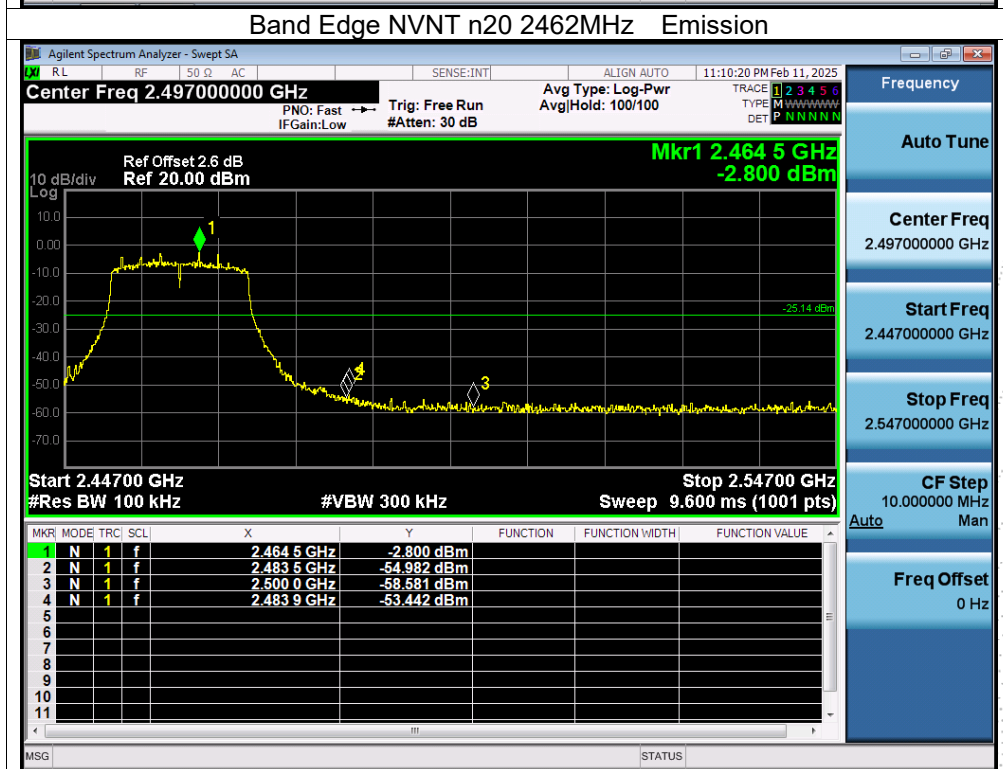 Band Edge NVNT n20 2462MHz Emission
Agilent Spectrum Analyzer - Swept SA
LXI RL RF 50 Ω AC SENSE:INT ALIGN AUTO 11:10:20 PM Feb 11, 2025
Center Freq 2.497000000 GHz
PNO: Fast
IFGain:Low
Trig: Free Run
#Atten: 30 dB
Avg Type: Log-Pwr
Avg|Hold: 100/100
TRACE 1 2 3 4 5 6
TYPE M WWWWW
DET P N N N N N
Mkr1 2.464 5 GHz
-2.800 dBm
Ref Offset 2.6 dB
10 dB/div Ref 20.00 dBm
Log
10.0
0.00
-10.0
-20.0
-30.0
-40.0
-50.0
-60.0
-70.0
1
-25.14 dBm
4
2
3
Start 2.44700 GHz Stop 2.54700 GHz
#Res BW 100 kHz #VBW 300 kHz Sweep 9.600 ms (1001 pts)
MKR MODE TRC SCL X Y FUNCTION FUNCTION WIDTH FUNCTION VALUE
1 N 1 f 2.464 5 GHz -2.800 dBm
2 N 1 f 2.483 5 GHz -54.982 dBm
3 N 1 f 2.500 0 GHz -58.581 dBm
4 N 1 f 2.483 9 GHz -53.442 dBm
5
6
7
8
9
10
11
MSG STATUS
Frequency
Auto Tune
Center Freq
2.497000000 GHz
Start Freq
2.447000000 GHz
Stop Freq
2.547000000 GHz
CF Step
10.000000 MHz
Auto Man
Freq Offset
0 Hz